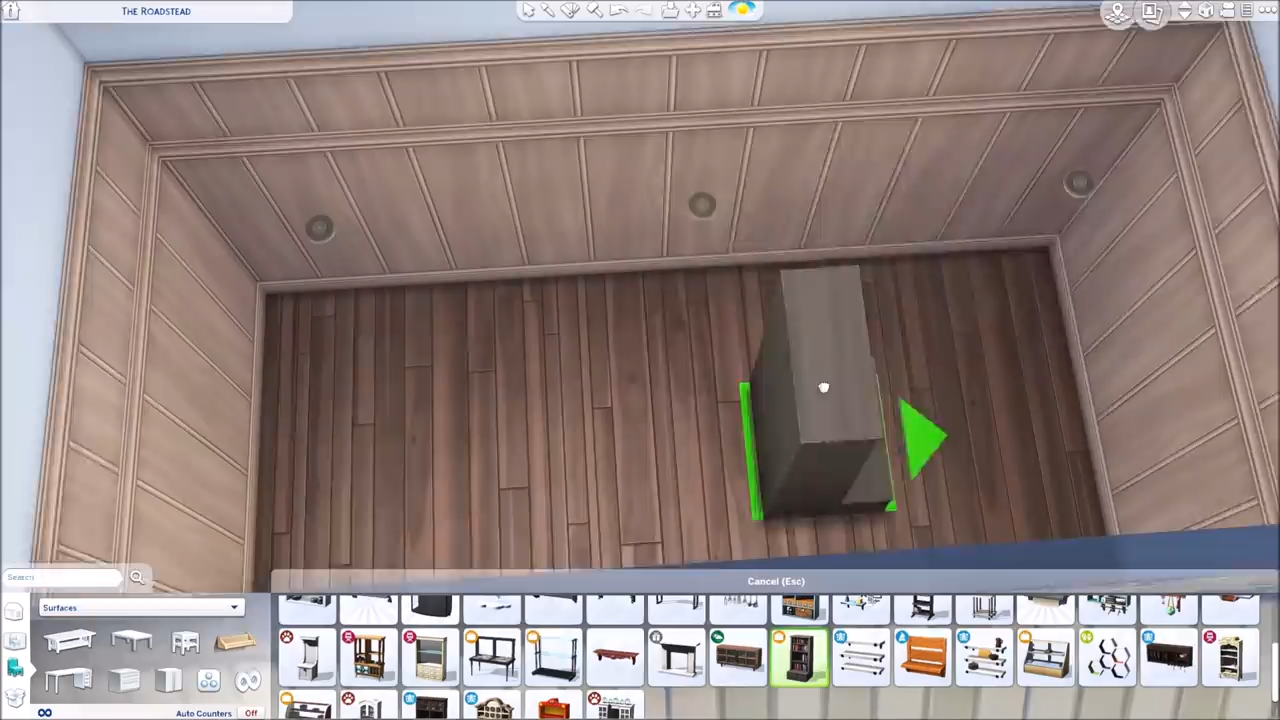 THE ROADSTEAD
Cancel (Esc)
Search
Surfaces
Auto Counters Off